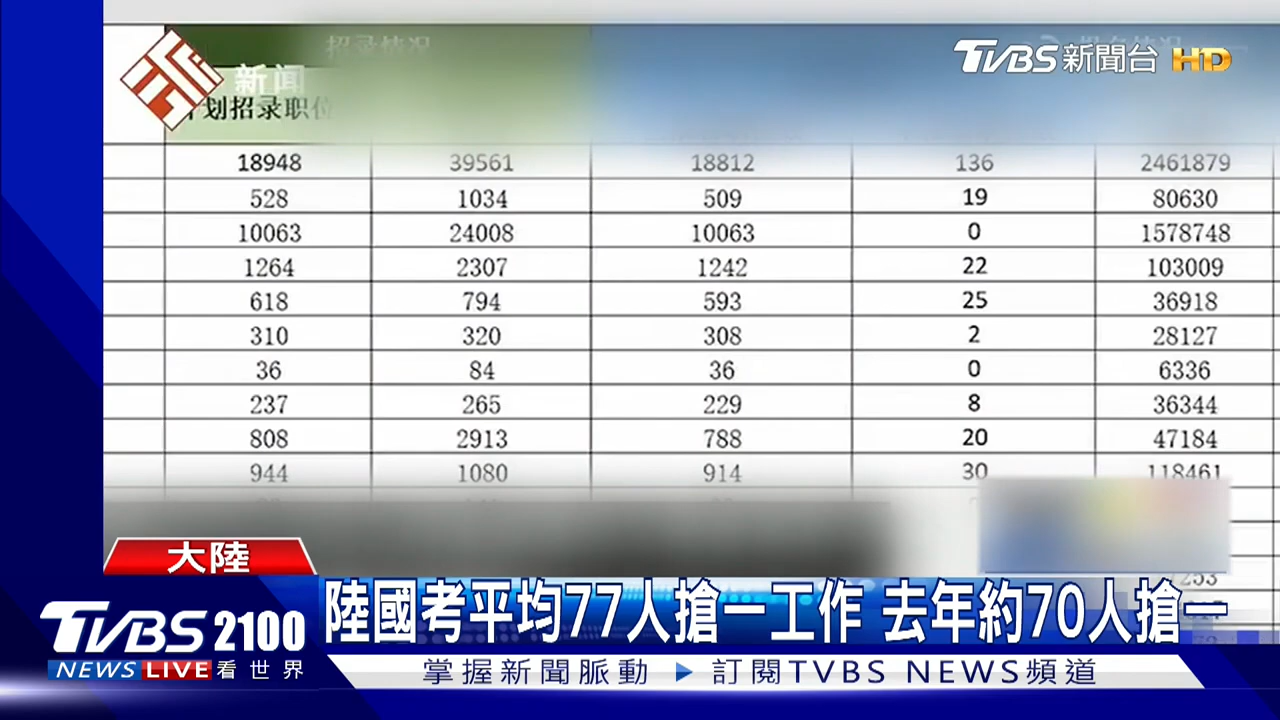 招录情况
TVBS新聞台 HD
新闻
计划招录职位
18948 39561 18812 136 2461879
528 1034 509 19 80630
10063 24008 10063 0 1578748
1264 2307 1242 22 103009
618 794 593 25 36918
310 320 308 2 28127
36 84 36 0 6336
237 265 229 8 36344
808 2913 788 20 47184
944 1080 914 30 118461
大陸
陸國考平均77人搶一工作 去年約70人搶一
TVBS 2100
NEWS LIVE 看世界
掌握新聞脈動 ▶ 訂閱TVBS NEWS頻道